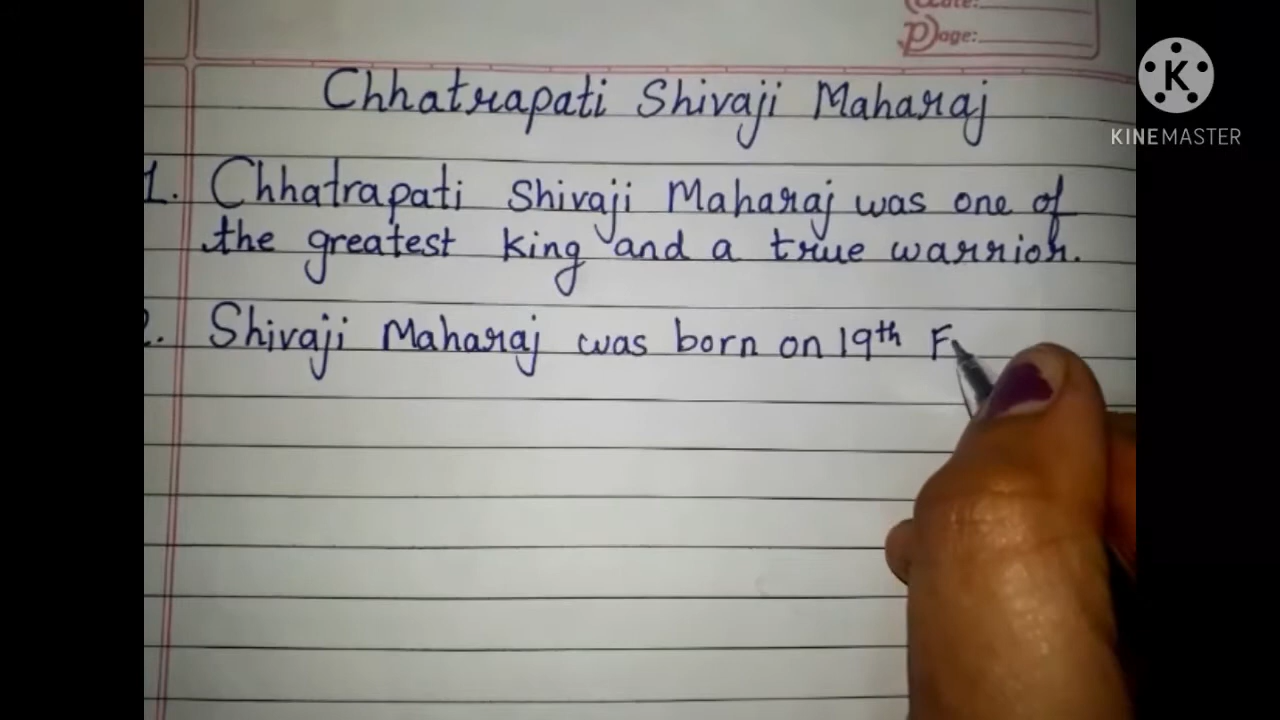 Page:
Chhatrapati Shivaji Maharaj
KINEMASTER
1. Chhatrapati Shivaji Maharaj was one of
the greatest king and a true warrior.
2. Shivaji Maharaj was born on 19th F